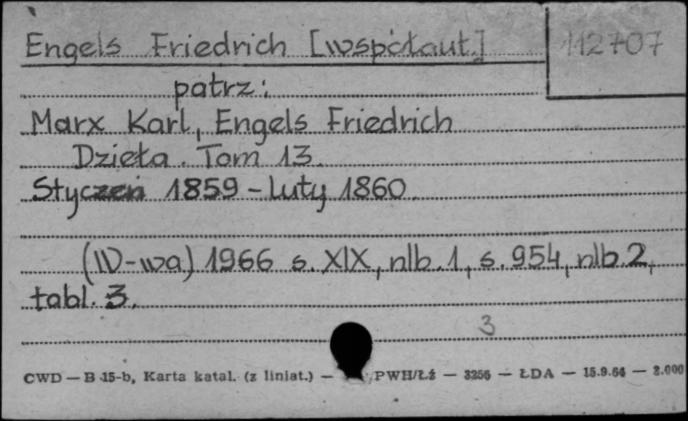 Engels Friedrich [współaut.] 112707
patrz:
Marx Karl, Engels Friedrich
Dzieła. Tom 13.
Styczeń 1859 - luty 1860.
(W-wa) 1966 s. XIX, nlb. 1, s. 954, nlb 2,
tabl. 3.
3
CWD — B 15-b, Karta katal. (z liniat.) — PWH/Łź — 3256 — ŁDA — 15.9.64 — 2.000